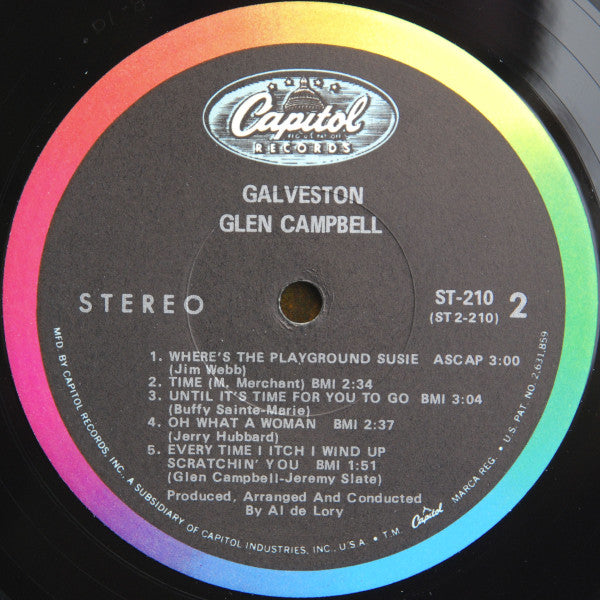 Capitol
RECORDS
GALVESTON
GLEN CAMPBELL
STEREO
ST-210
(ST2-210)
2
1. WHERE'S THE PLAYGROUND SUSIE ASCAP 3:00
(Jim Webb)
2. TIME (M. Merchant) BMI 2:34
3. UNTIL IT'S TIME FOR YOU TO GO BMI 3:04
(Buffy Sainte-Marie)
4. OH WHAT A WOMAN BMI 2:37
(Jerry Hubbard)
5. EVERY TIME I ITCH I WIND UP
SCRATCHIN' YOU BMI 1:51
(Glen Campbell-Jeremy Slate)
Produced, Arranged And Conducted
By Al de Lory
MFD. BY CAPITOL RECORDS, INC., A SUBSIDIARY OF CAPITOL INDUSTRIES, INC., U.S.A. • T.M. Capitol MARCA REG. • U.S. PAT. NO. 2,631,859